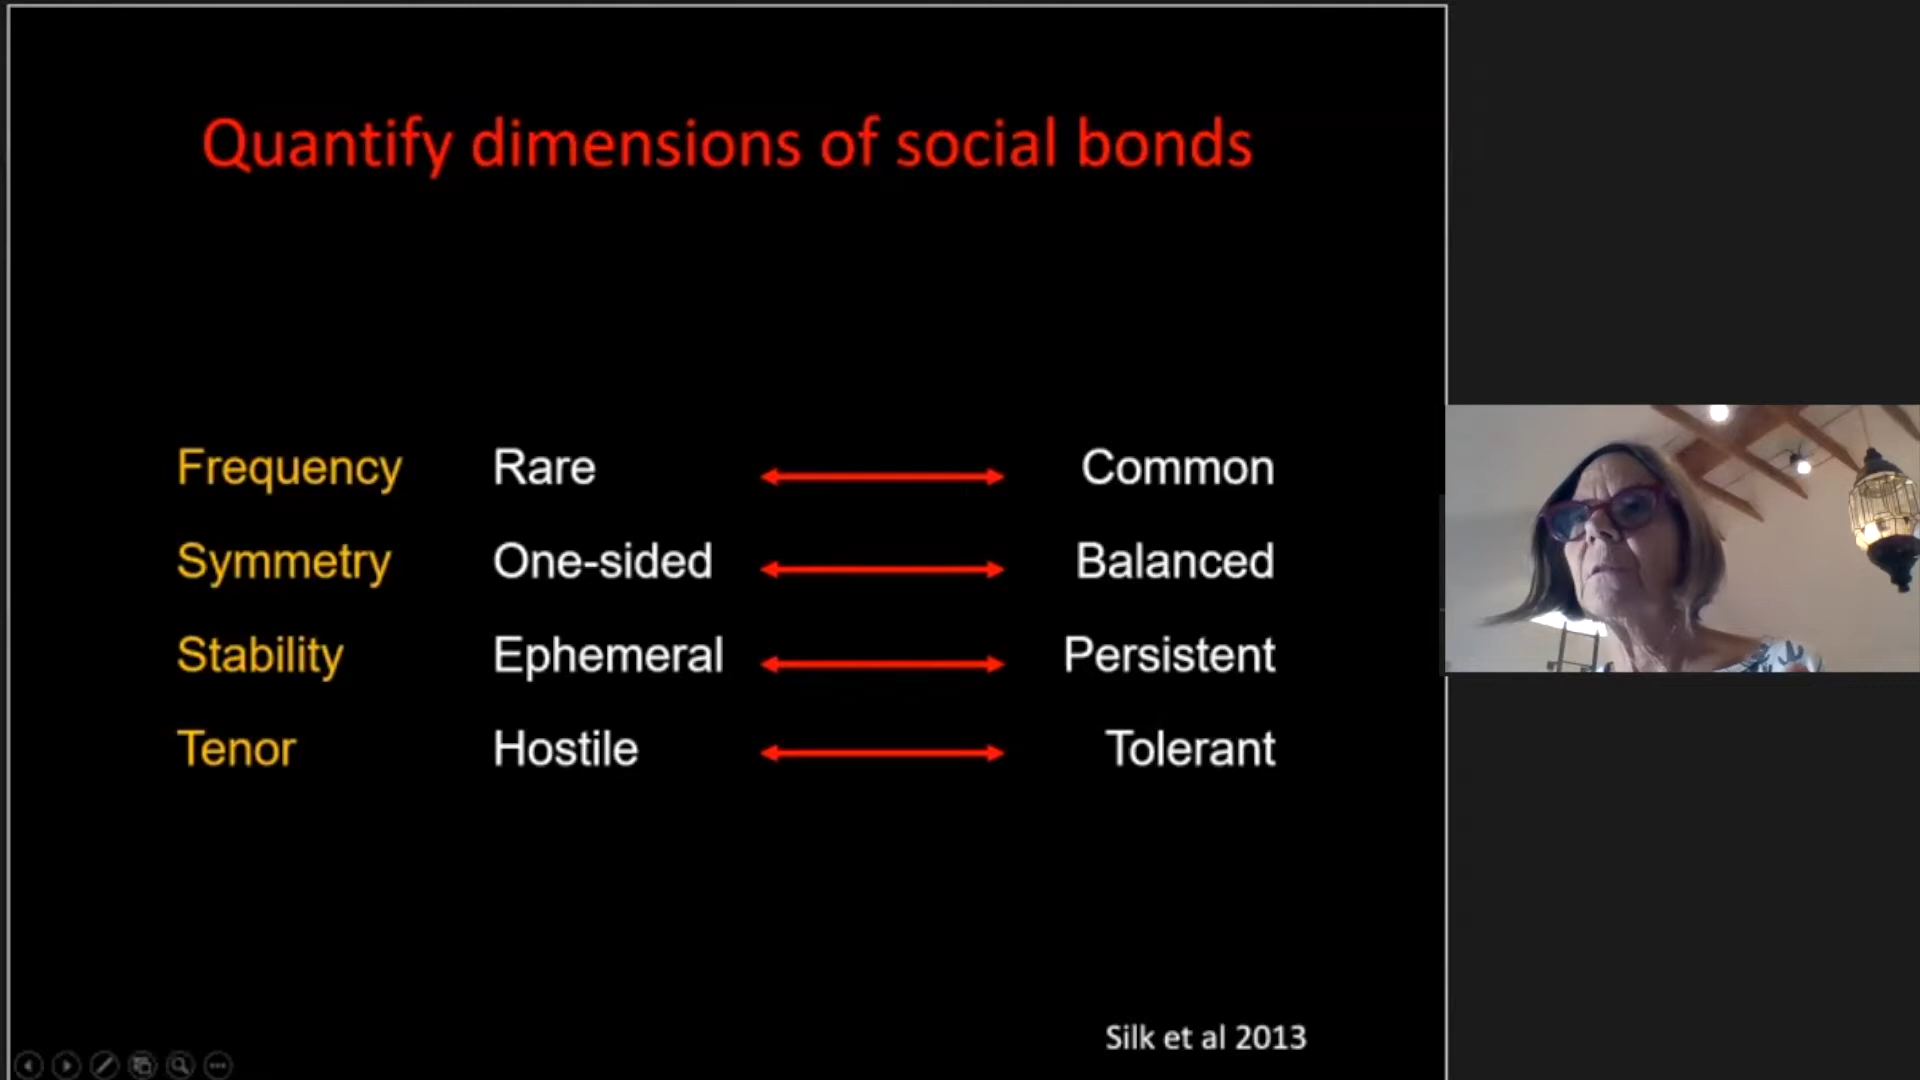 Quantify dimensions of social bonds
Frequency Rare Common
Symmetry One-sided Balanced
Stability Ephemeral Persistent
Tenor Hostile Tolerant
Silk et al 2013